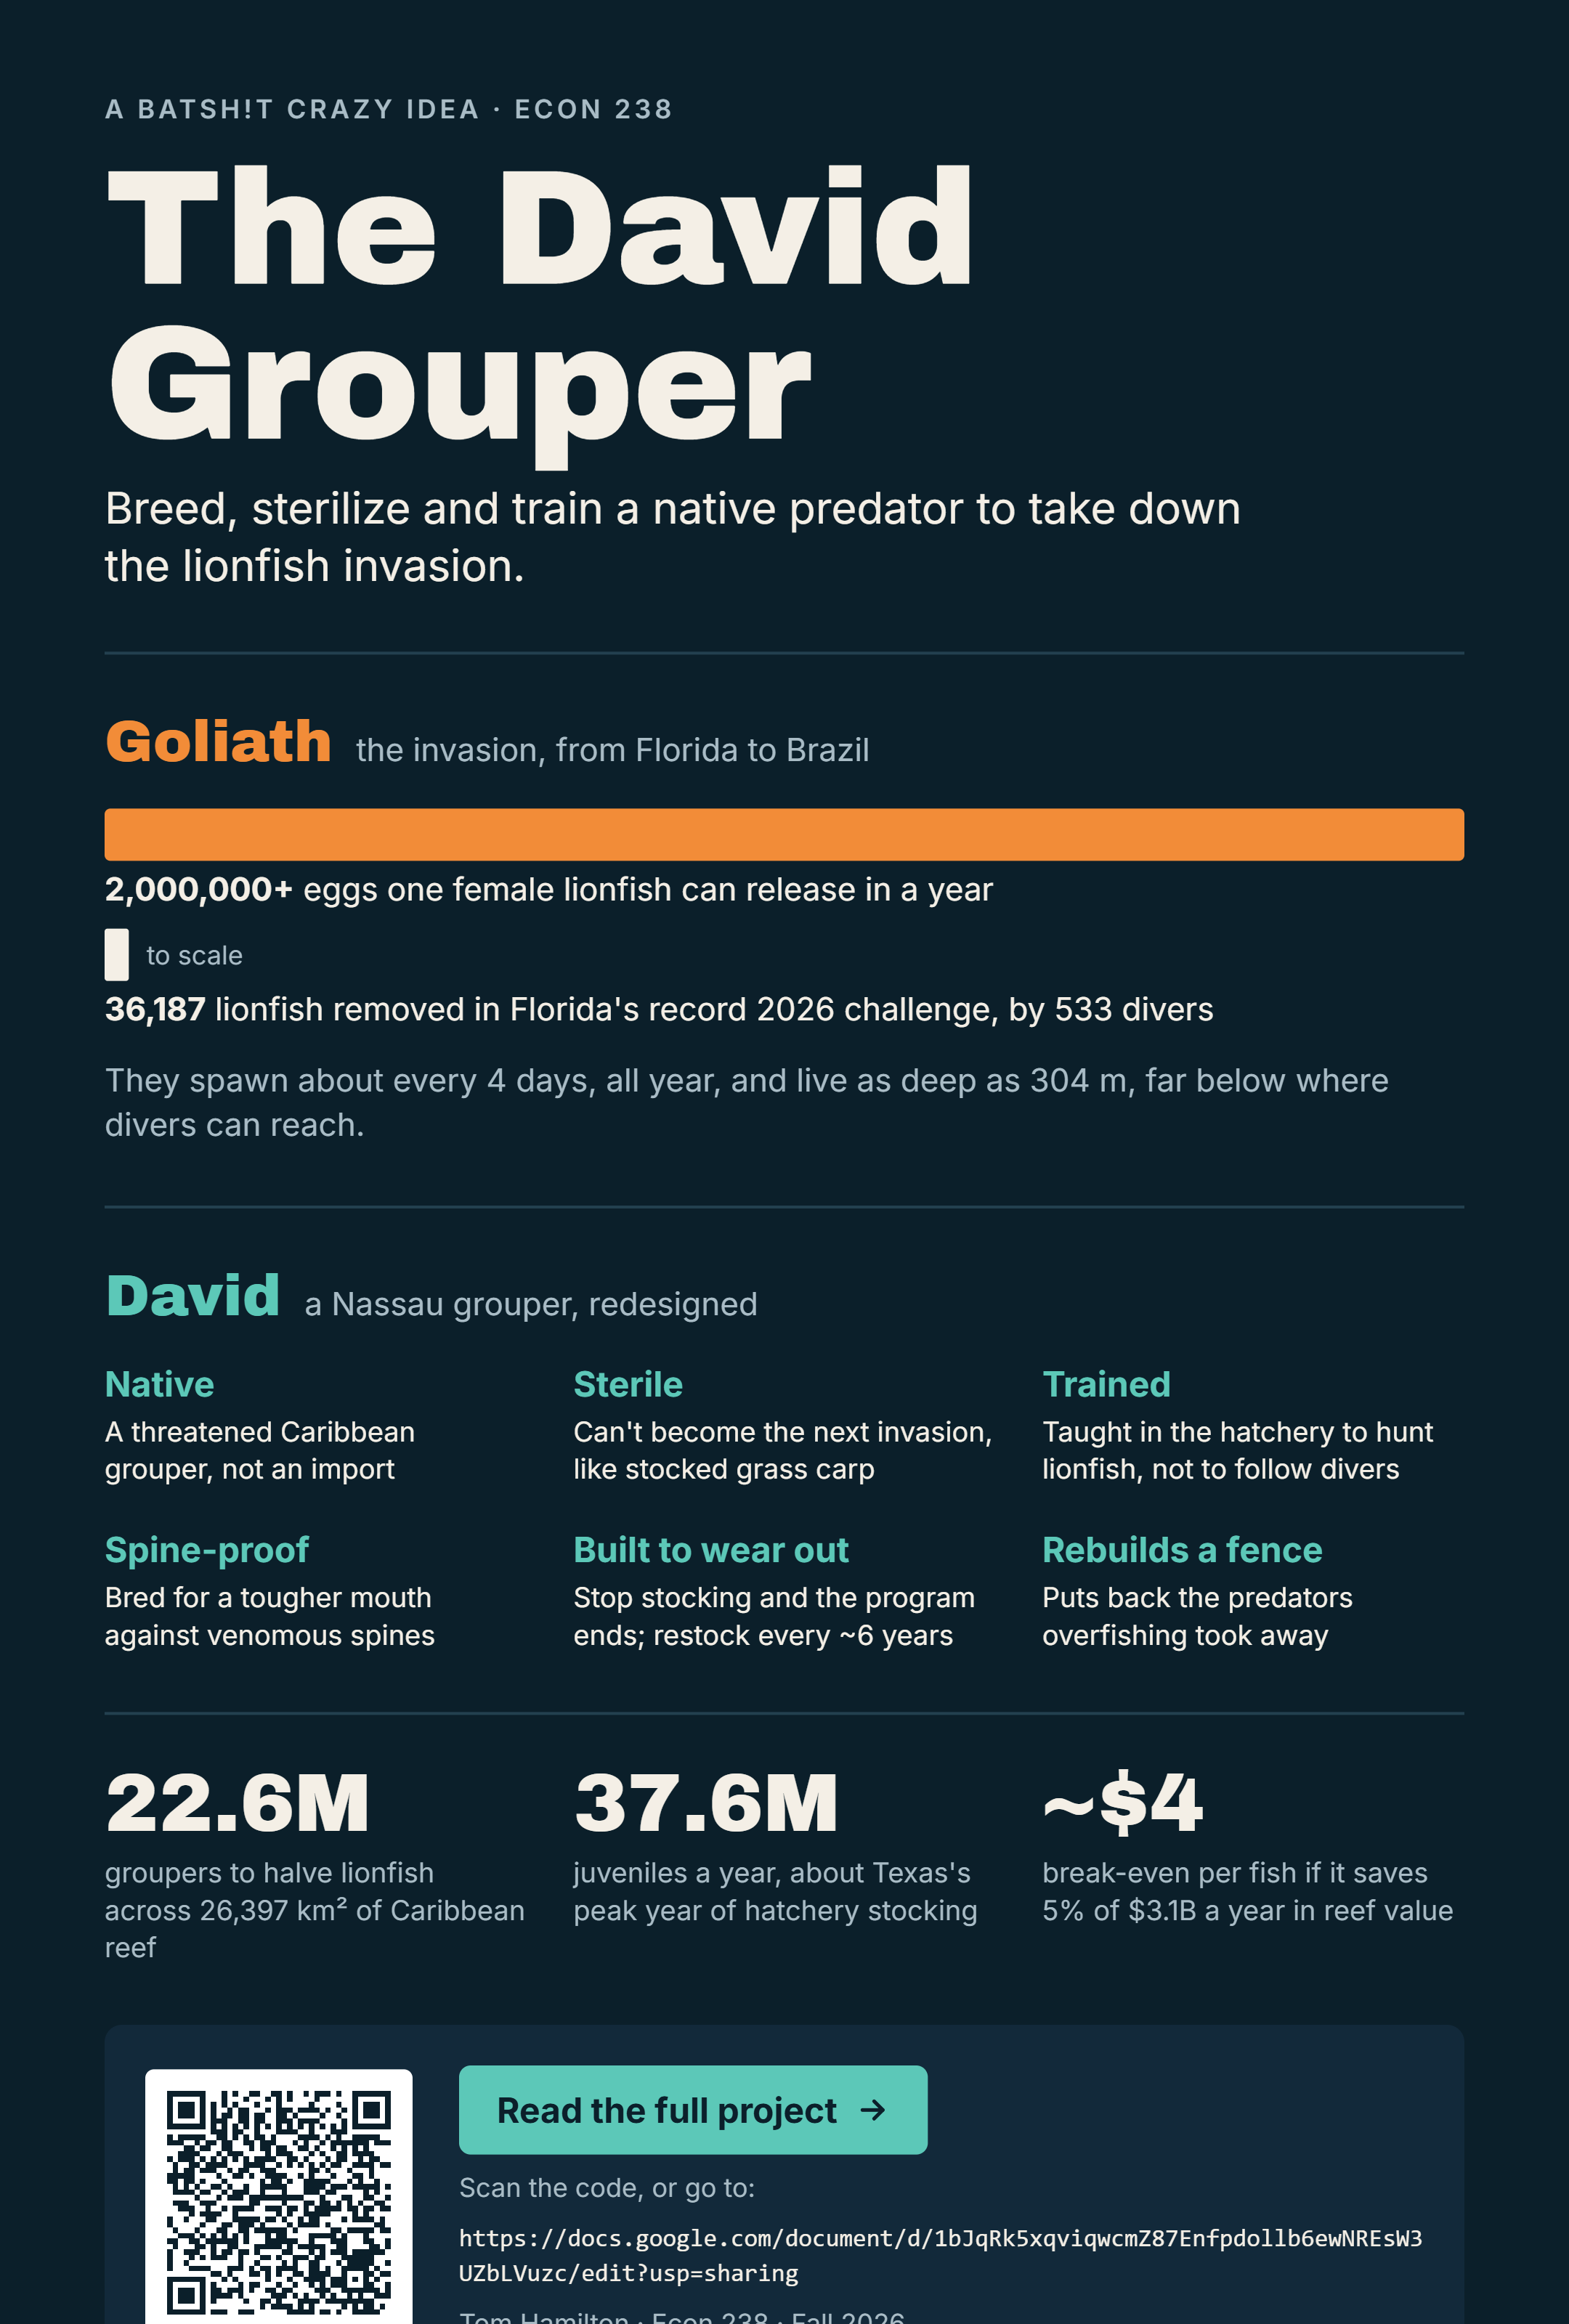 A BATSH!T CRAZY IDEA · ECON 238
The David
Grouper
Breed, sterilize and train a native predator to take down
the lionfish invasion.
Goliath the invasion, from Florida to Brazil
2,000,000+ eggs one female lionfish can release in a year
to scale
36,187 lionfish removed in Florida's record 2026 challenge, by 533 divers
They spawn about every 4 days, all year, and live as deep as 304 m, far below where
divers can reach.
David a Nassau grouper, redesigned
Native
A threatened Caribbean
grouper, not an import
Sterile
Can't become the next invasion,
like stocked grass carp
Trained
Taught in the hatchery to hunt
lionfish, not to follow divers
Spine-proof
Bred for a tougher mouth
against venomous spines
Built to wear out
Stop stocking and the program
ends; restock every ~6 years
Rebuilds a fence
Puts back the predators
overfishing took away
22.6M
groupers to halve lionfish
across 26,397 km² of Caribbean
reef
37.6M
juveniles a year, about Texas's
peak year of hatchery stocking
~$4
break-even per fish if it saves
5% of $3.1B a year in reef value
Read the full project →
Scan the code, or go to:
https://docs.google.com/document/d/1bJqRk5xqviqwcmZ87Enfpdollb6ewNREsW3
UZbLVuzc/edit?usp=sharing
Tom Hamilton · Econ 238 · Fall 2026